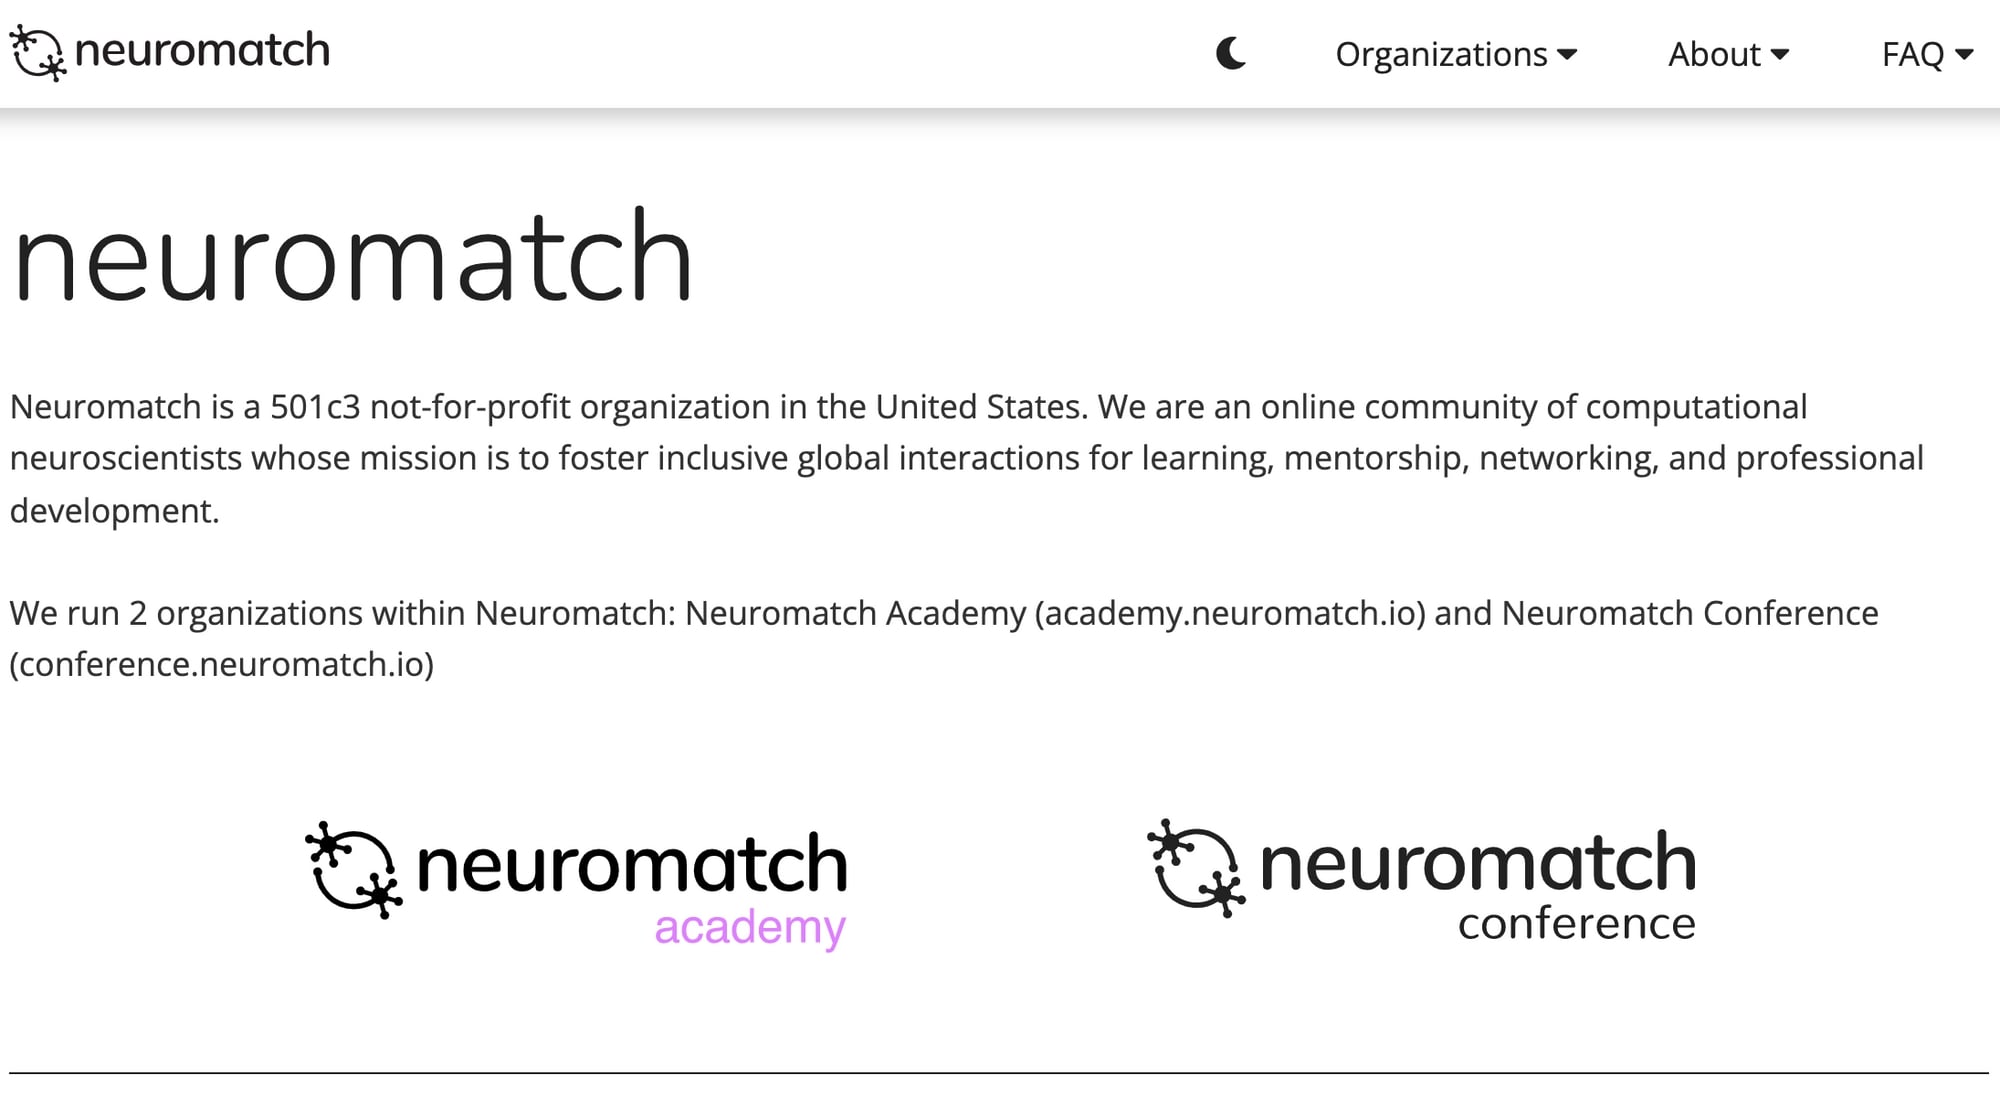 neuromatch
Organizations
About
FAQ
neuromatch
Neuromatch is a 501c3 not-for-profit organization in the United States. We are an online community of computational
neuroscientists whose mission is to foster inclusive global interactions for learning, mentorship, networking, and professional
development.
We run 2 organizations within Neuromatch: Neuromatch Academy (academy.neuromatch.io) and Neuromatch Conference
(conference.neuromatch.io)
neuromatch
academy
neuromatch
conference